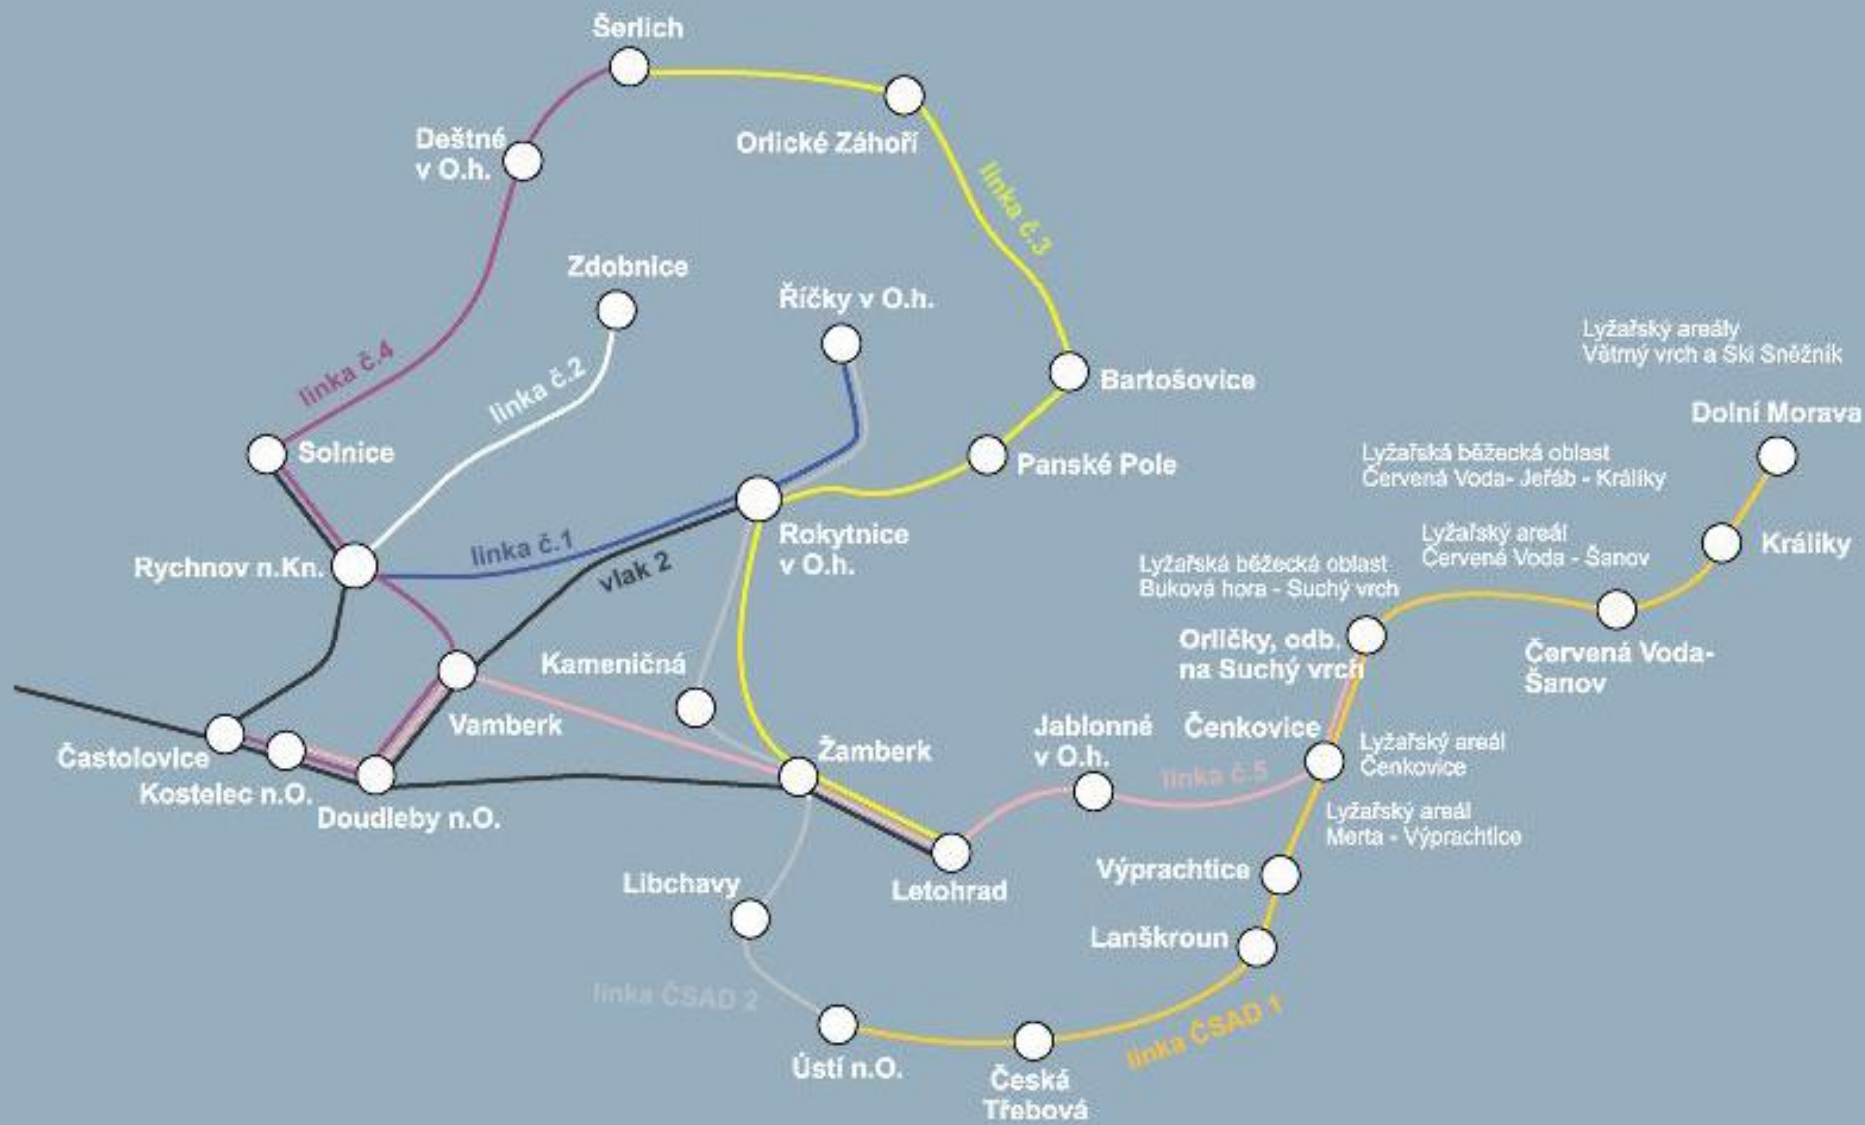 Šerlich
Deštné
v O.h.
Orlické Záhoří
linka č.3
Zdobnice
Říčky v O.h.
linka č.4
linka č.2
Bartošovice
Lyžařský areály
Větrný vrch a Ski Sněžník
Dolní Morava
Solnice
Panské Pole
Lyžařská běžecká oblast
Červená Voda- Jeřáb - Králíky
Rychnov n.Kn.
linka č.1
vlak 2
Rokytnice
v O.h.
Lyžařský areál
Červená Voda - Šanov
Králíky
Lyžařská běžecká oblast
Buková hora - Suchý vrch
Orličky, odb.
na Suchý vrch
Červená Voda-
Šanov
Kameničná
Vamberk
Žamberk
Jablonné
v O.h.
Čenkovice
Lyžařský areál
Čenkovice
linka č.5
Častolovice
Kostelec n.O.
Doudleby n.O.
Lyžařský areál
Merta - Výprachtice
Libchavy
Letohrad
Výprachtice
Lanškroun
linka ČSAD 2
linka ČSAD 1
Ústí n.O.
Česká
Třebová